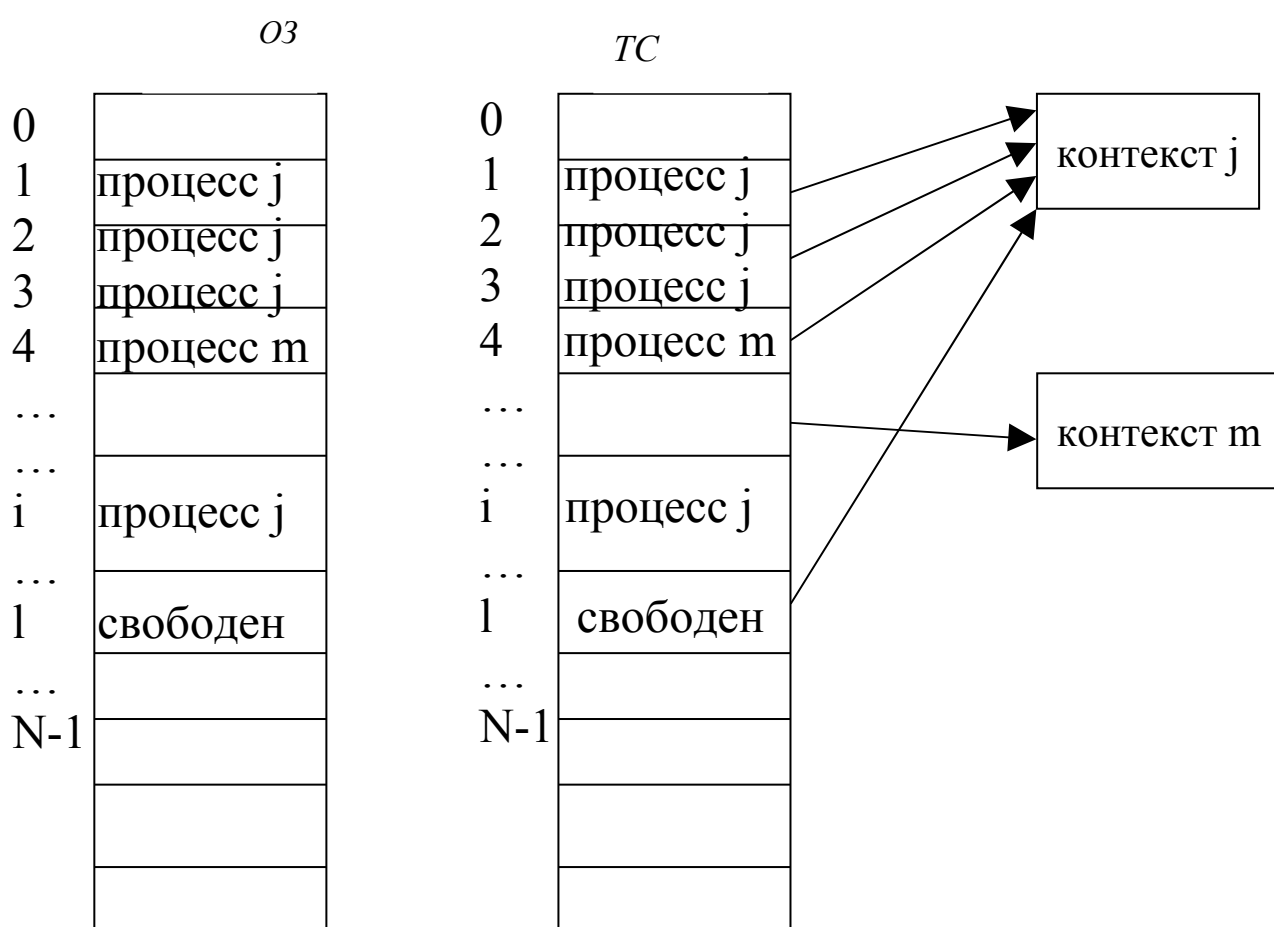 ОЗ
ТС
0
1 процесс j
2 процесс j
3 процесс j
4 процесс m
…
…
i процесс j
…
l свободен
…
N-1
0
1 процесс j
2 процесс j
3 процесс j
4 процесс m
…
…
i процесс j
…
l свободен
…
N-1
контекст j
контекст m